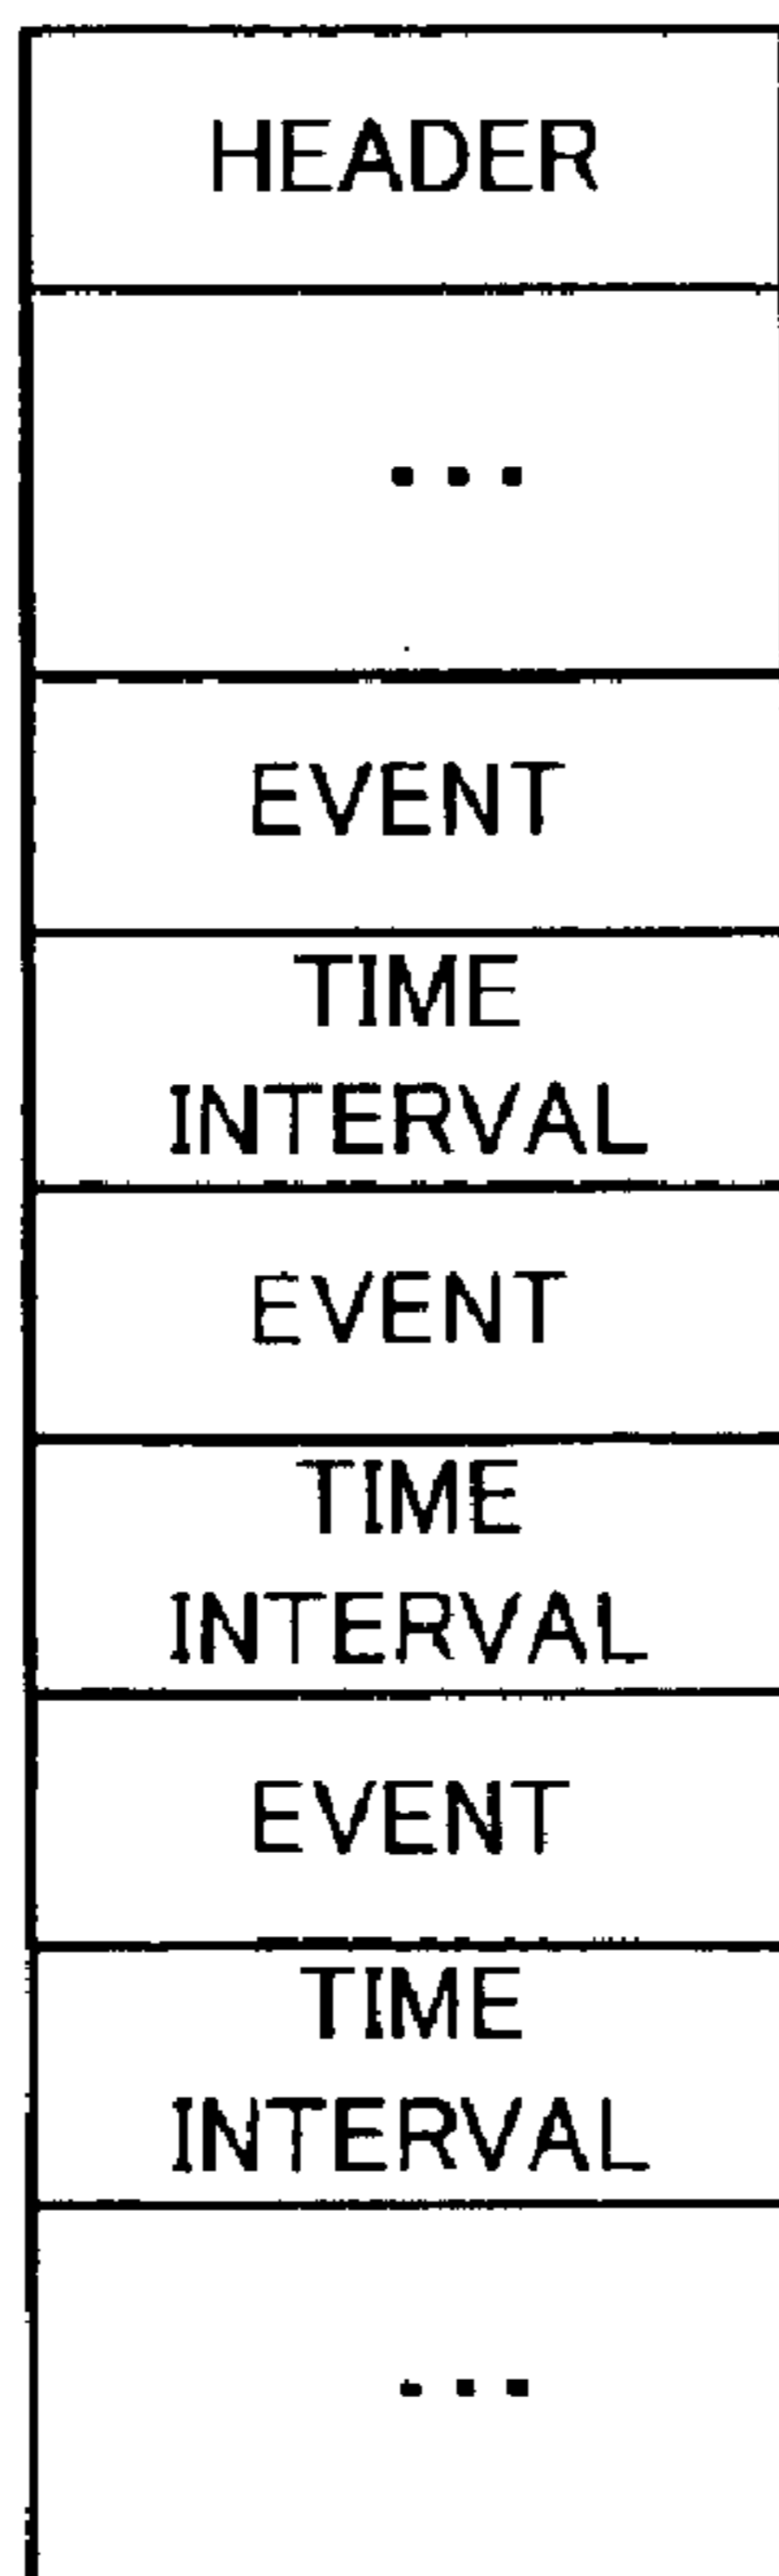 HEADER
...
EVENT
TIME
INTERVAL
EVENT
TIME
INTERVAL
EVENT
TIME
INTERVAL
...